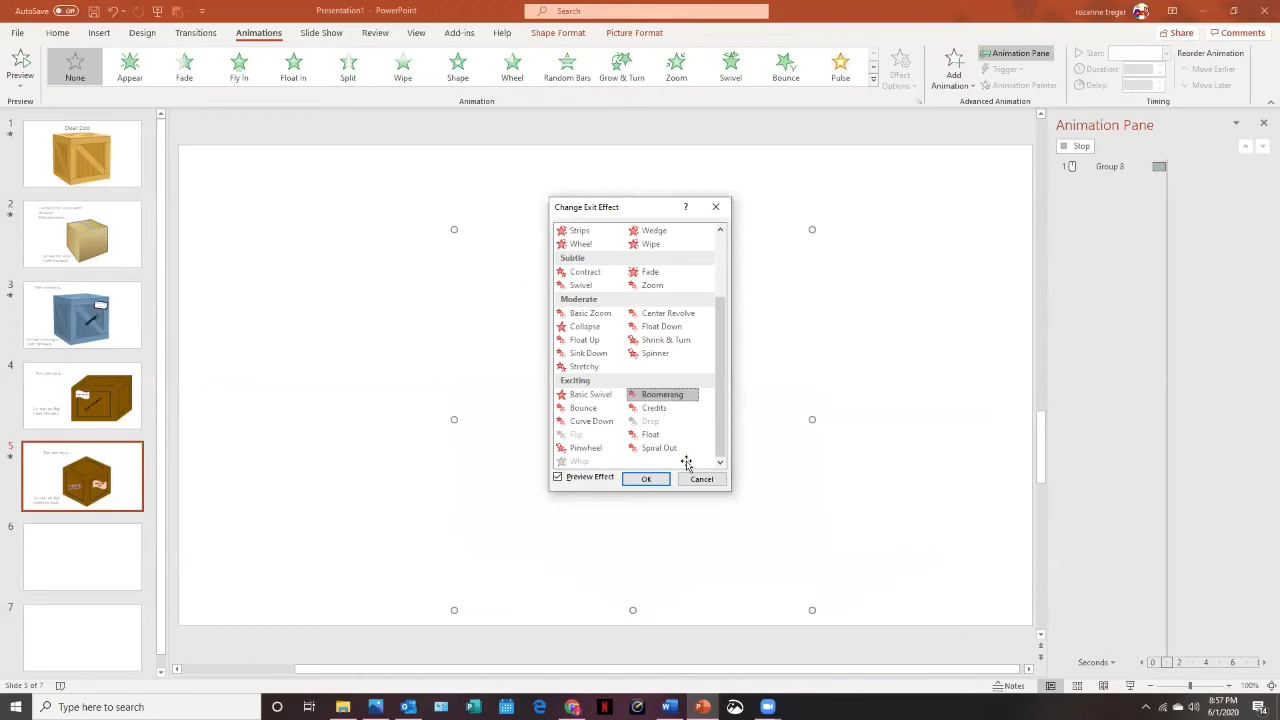 AutoSave Off Presentation1 - PowerPoint Search rozanne treger
File Home Insert Design Transitions Animations Slide Show Review View Add-ins Help Shape Format Picture Format Share Comments
Preview None Appear Fade Fly In Float In Split Wipe Shape Wheel Random Bars Grow & Turn Zoom Swivel Bounce Pulse Effect Options Add Animation
Animation Pane Start: Reorder Animation
Trigger Duration: Move Earlier
Animation Painter Delay: Move Later
Preview Animation Advanced Animation Timing
1 Dear Zoo
2
3
4
5
6
7
Change Exit Effect ?
Strips Wedge
Wheel Wipe
Subtle
Contract Fade
Swivel Zoom
Moderate
Basic Zoom Center Revolve
Collapse Float Down
Float Up Shrink & Turn
Sink Down Spinner
Stretchy
Exciting
Basic Swivel Boomerang
Bounce Credits
Curve Down Drop
Flip Float
Pinwheel Spiral Out
Whip
Preview Effect OK Cancel
Animation Pane
Stop
1 Group 8
Seconds 0 2 4 6
Slide 5 of 7 Notes 100%
Type here to search
8:57 PM
6/1/2020